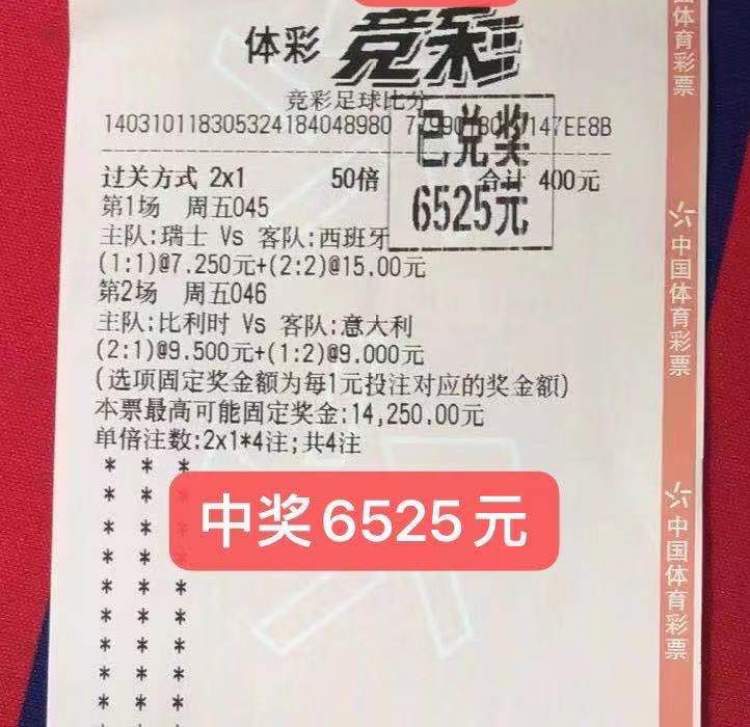 体彩 竞彩
竞彩足球比分
已兑奖
6525元
过关方式 2x1 50倍 合计 400元
第1场 周五045
主队:瑞士 Vs 客队:西班牙
(1:1)@7.250元+(2:2)@15.00元
第2场 周五046
主队:比利时 Vs 客队:意大利
(2:1)@9.500元+(1:2)@9.000元
(选项固定奖金额为每1元投注对应的奖金额)
本票最高可能固定奖金:14,250.00元
单倍注数:2x1*4注;共4注
* * *
* * *
* * *
* * *
* * *
* * *
* * *
* * *
* * *
中奖6525元
国体育彩票
中国体育彩票
中国体育彩票